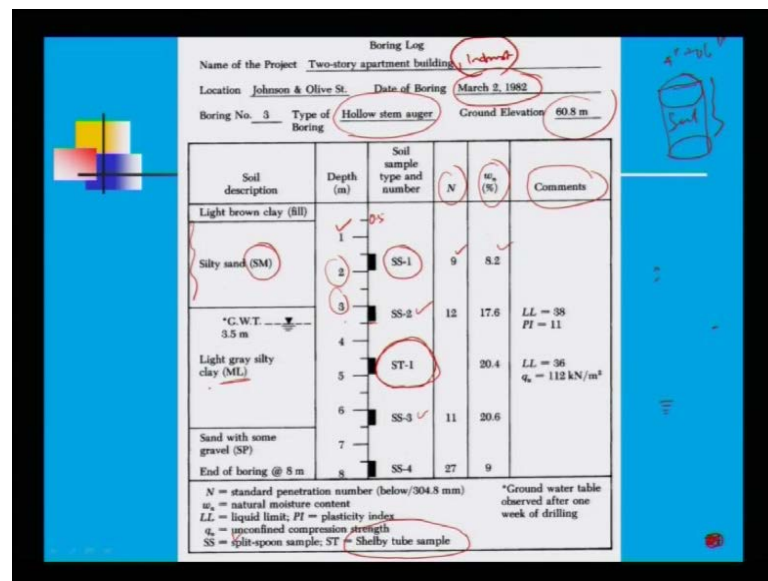 Boring Log
Name of the Project Two-story apartment building
Location Johnson & Olive St. Date of Boring March 2, 1982
Boring No. 3 Type of Boring Hollow stem auger Ground Elevation 60.8 m
Soil description
Depth (m)
Soil sample type and number
N
wn (%)
Comments
Light brown clay (fill)
0.5
1
Silty sand (SM)
2
SS-1 9 8.2
3
SS-2 12 17.6 LL = 38
PI = 11
*G.W.T.
3.5 m
4
Light gray silty
clay (ML)
5
ST-1 20.4 LL = 36
qu = 112 kN/m²
6
SS-3 11 20.6
Sand with some
gravel (SP)
7
End of boring @ 8 m 8 SS-4 27 9
N = standard penetration number (below/304.8 mm)
wn = natural moisture content
LL = liquid limit; PI = plasticity index
qu = unconfined compression strength
SS = split-spoon sample; ST = Shelby tube sample
*Ground water table
observed after one
week of drilling
Soil